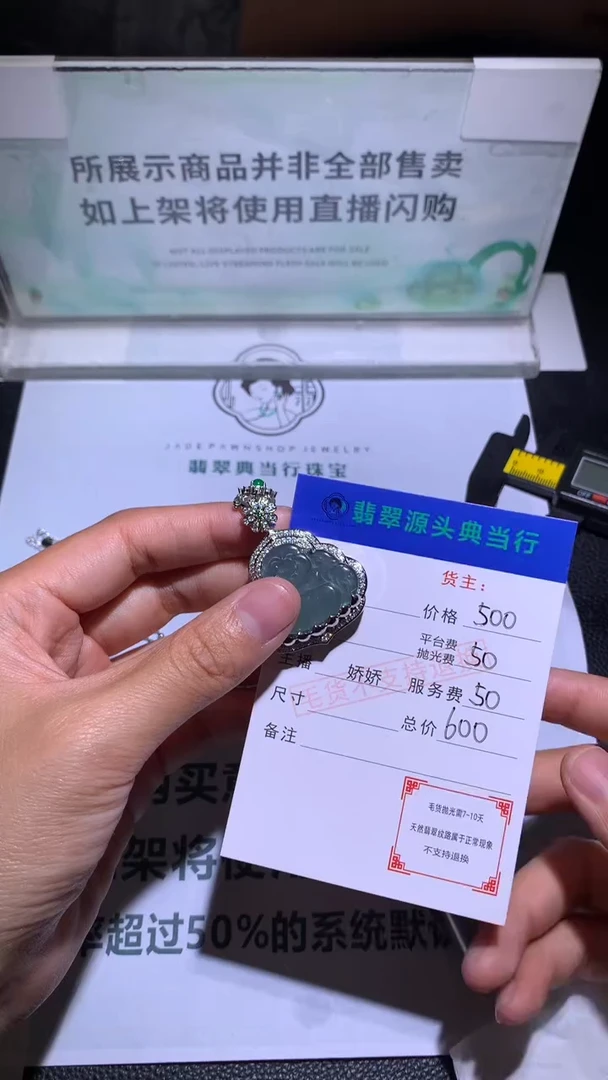 所展示商品并非全部售卖
如上架将使用直播闪购
NOT ALL DISPLAYED PRODUCTS ARE FOR SALE
JADE PAWNSHOP JEWELRY
翡翠典当行珠宝
OFF
翡翠源头典当行
货主：
价格 500
平台费
抛光费 50
主播 娇娇 服务费 50
毛货不支持退
尺寸 总价 600
备注
毛货抛光需7-10天
天然翡翠纹路属于正常现象
不支持退换
购买意
架将使
率超过50%的系统默认